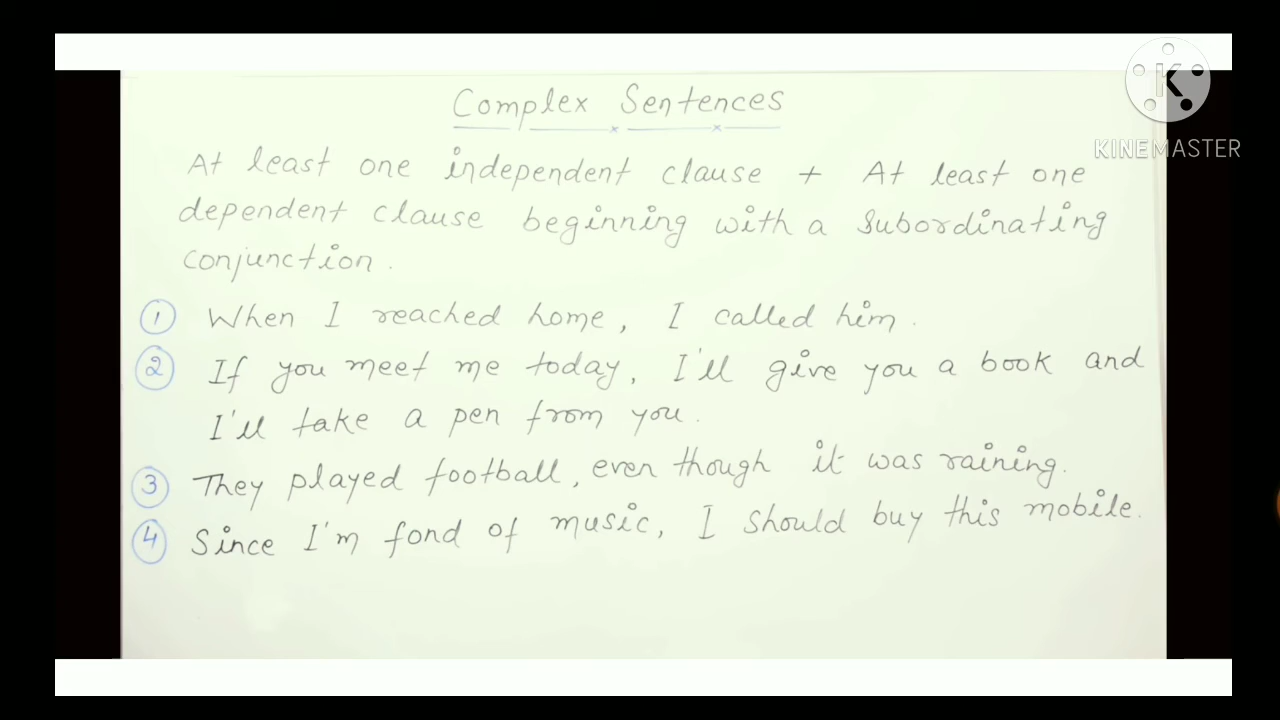 Complex Sentences
KINEMASTER
At least one independent clause + At least one
dependent clause beginning with a subordinating
conjunction.
1 When I reached home, I called him.
2 If you meet me today, I'll give you a book and
I'll take a pen from you.
3 They played football, even though it was raining.
4 Since I'm fond of music, I should buy this mobile.